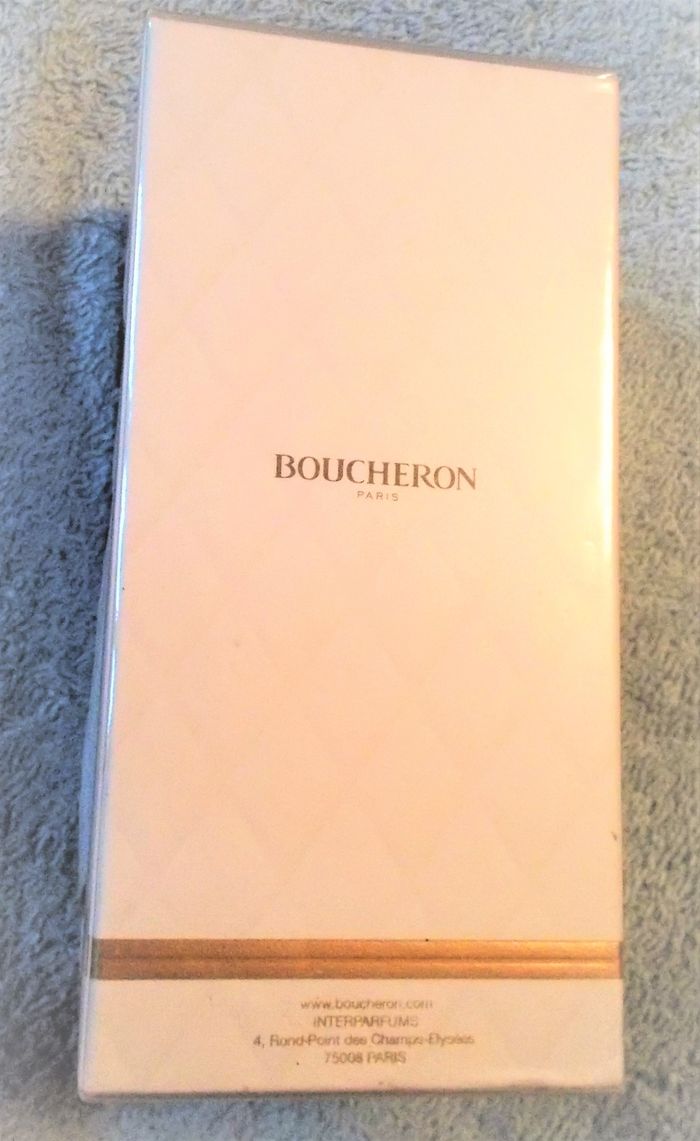 BOUCHERON
PARIS
www.boucheron.com
INTERPARFUMS
4, Rond-Point des Champs-Elysées
75008 PARIS